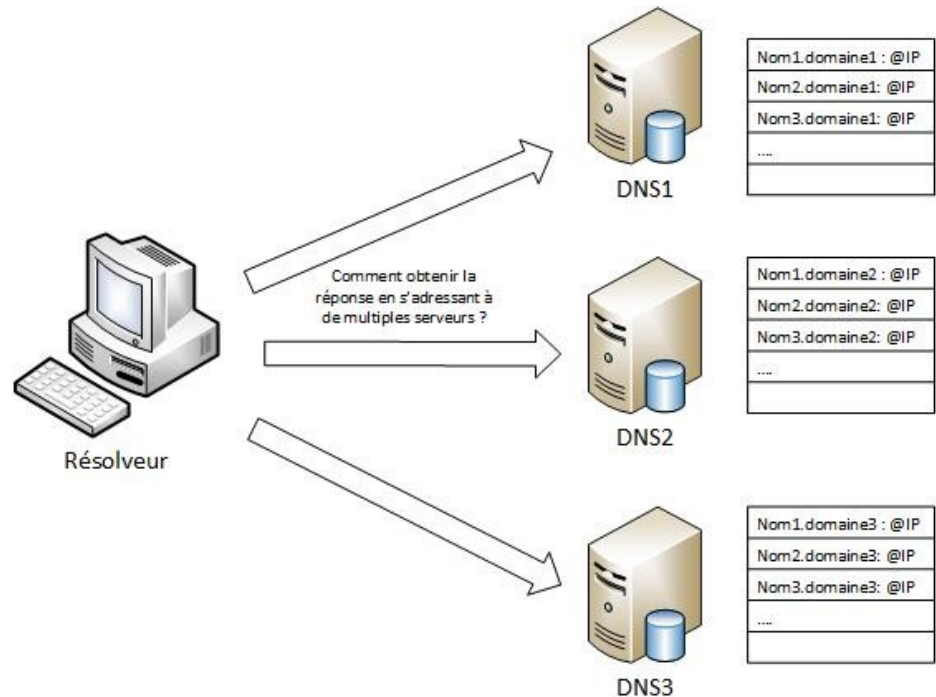 Nom1.domaine1 : @IP
Nom2.domaine1: @IP
Nom3.domaine1: @IP
....
DNS1
Comment obtenir la
réponse en s'adressant à
de multiples serveurs ?
Nom1.domaine2 : @IP
Nom2.domaine2: @IP
Nom3.domaine2: @IP
....
DNS2
Résolveur
Nom1.domaine3 : @IP
Nom2.domaine3: @IP
Nom3.domaine3: @IP
....
DNS3